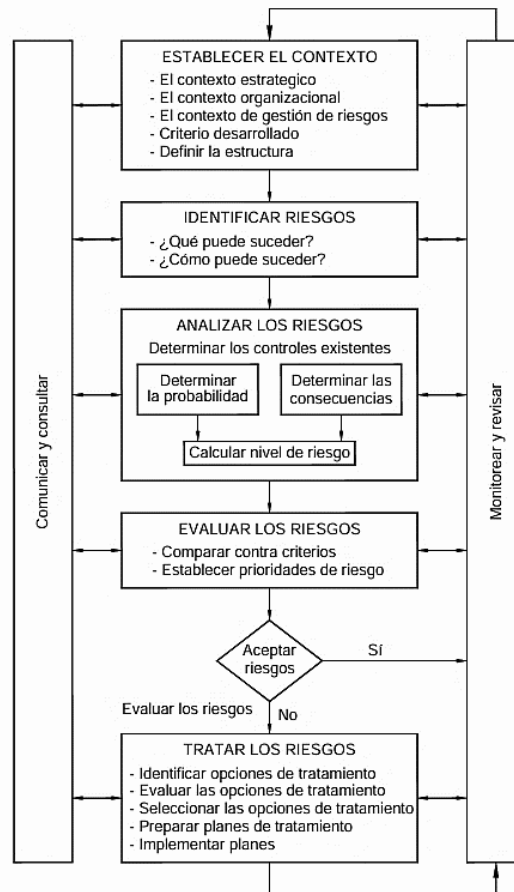 ESTABLECER EL CONTEXTO
- El contexto estrategico
- El contexto organizacional
- El contexto de gestión de riesgos
- Criterio desarrollado
- Definir la estructura
IDENTIFICAR RIESGOS
- ¿Qué puede suceder?
- ¿Cómo puede suceder?
ANALIZAR LOS RIESGOS
Determinar los controles existentes
Determinar
la probabilidad
Determinar las
consecuencias
Calcular nivel de riesgo
Comunicar y consultar
Monitorear y revisar
EVALUAR LOS RIESGOS
- Comparar contra criterios
- Establecer prioridades de riesgo
Aceptar
riesgos
Sí
Evaluar los riesgos
No
TRATAR LOS RIESGOS
- Identificar opciones de tratamiento
- Evaluar las opciones de tratamiento
- Seleccionar las opciones de tratamiento
- Preparar planes de tratamiento
- Implementar planes